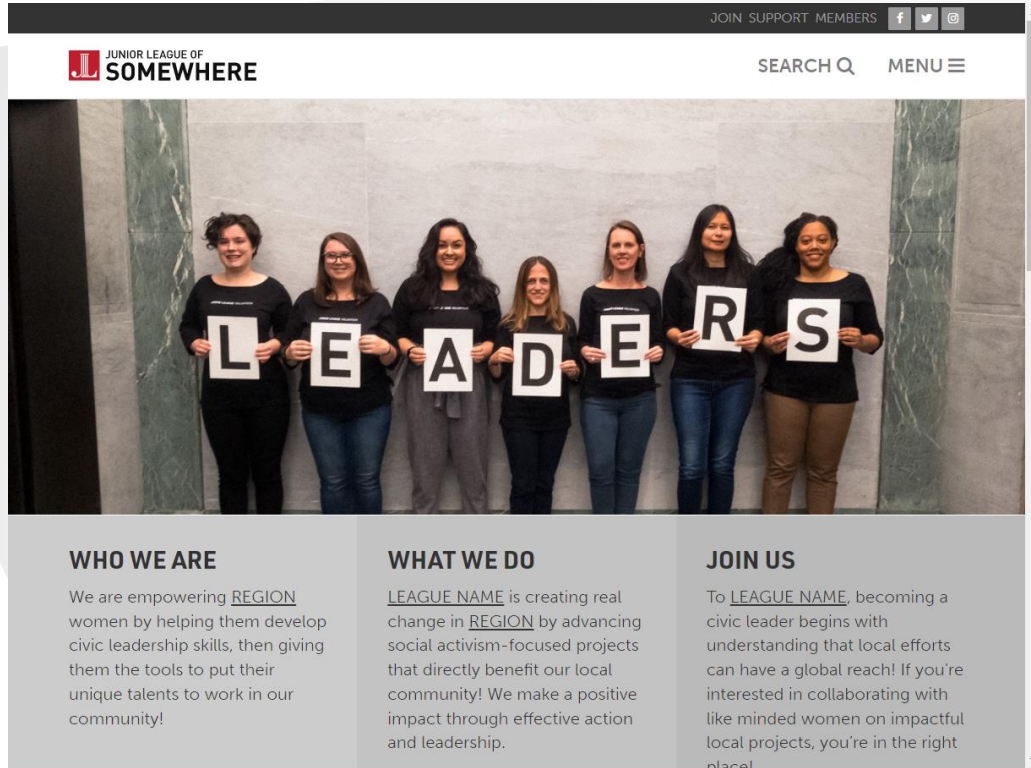 JOIN SUPPORT MEMBERS
JUNIOR LEAGUE OF
SOMEWHERE
SEARCH
MENU
L E A D E R S
WHO WE ARE
We are empowering REGION
women by helping them develop
civic leadership skills, then giving
them the tools to put their
unique talents to work in our
community!
WHAT WE DO
LEAGUE NAME is creating real
change in REGION by advancing
social activism-focused projects
that directly benefit our local
community! We make a positive
impact through effective action
and leadership.
JOIN US
To LEAGUE NAME, becoming a
civic leader begins with
understanding that local efforts
can have a global reach! If you're
interested in collaborating with
like minded women on impactful
local projects, you're in the right
place!